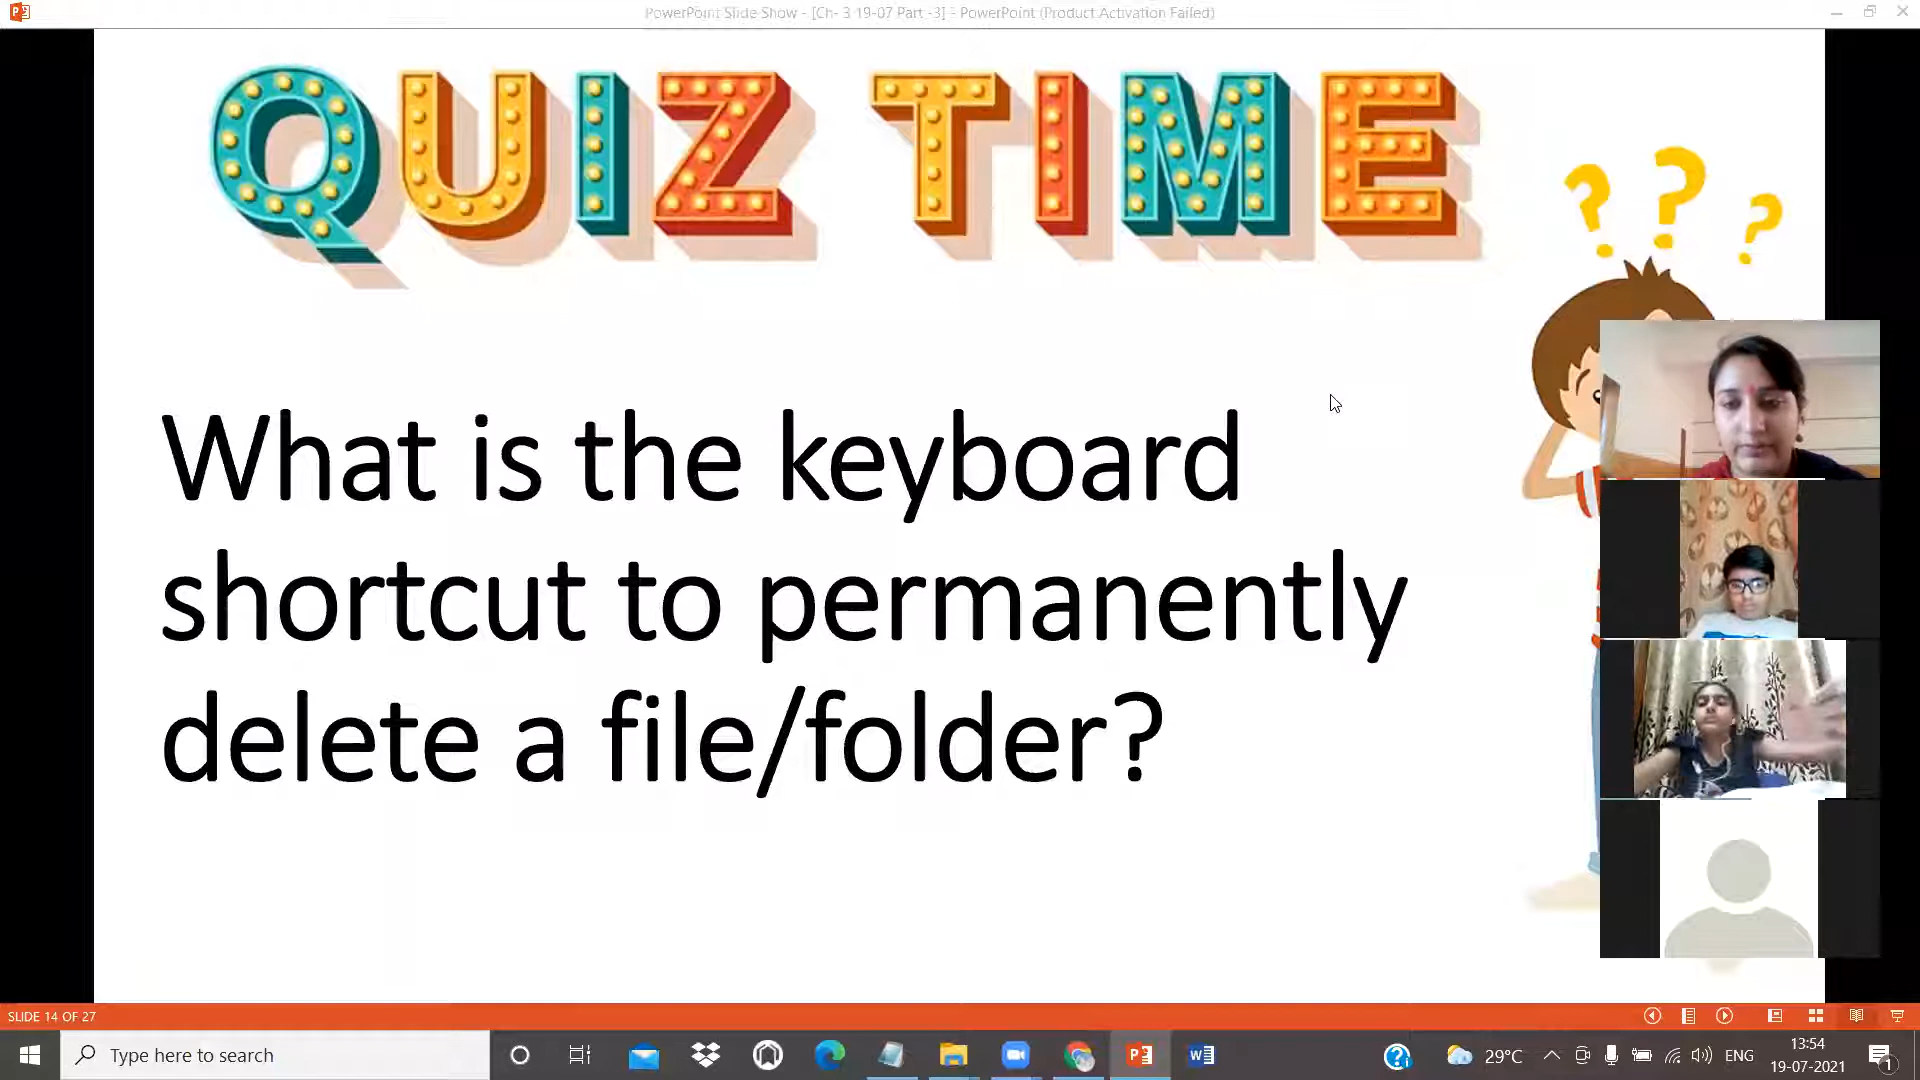 PowerPoint Slide Show - [Ch- 3 19-07 Part -3] - PowerPoint (Product Activation Failed)
QUIZ TIME
? ? ?
What is the keyboard
shortcut to permanently
delete a file/folder?
SLIDE 14 OF 27
Type here to search
29°C
ENG
13:54
19-07-2021
1